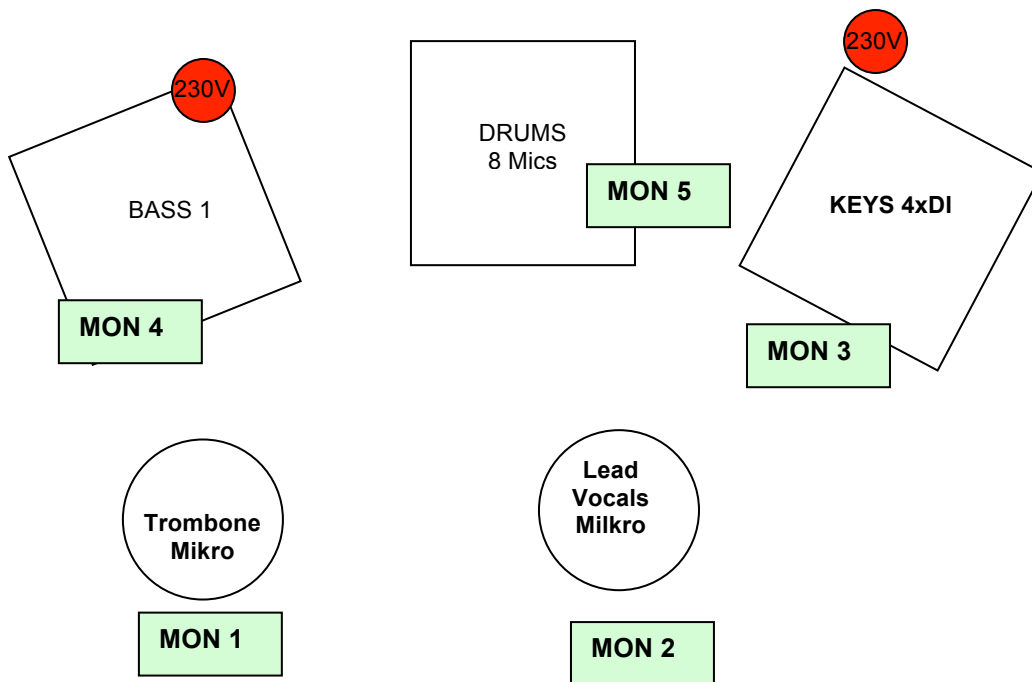 230V
230V
DRUMS
8 Mics
MON 5
BASS 1
KEYS 4xDI
MON 4
MON 3
Lead
Vocals
Milkro
Trombone
Mikro
MON 1
MON 2